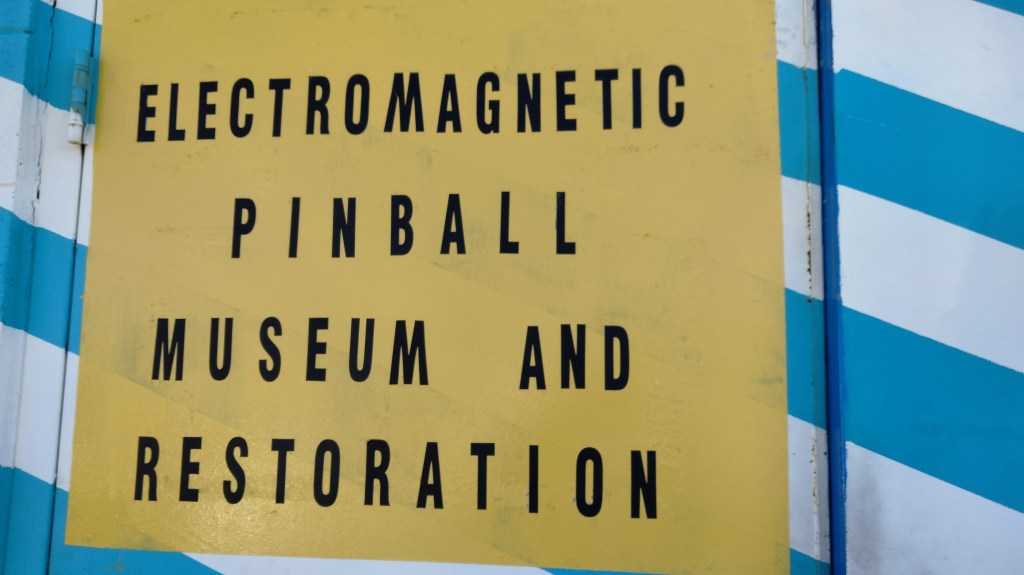 ELECTROMAGNETIC
PINBALL
MUSEUM AND
RESTORATION